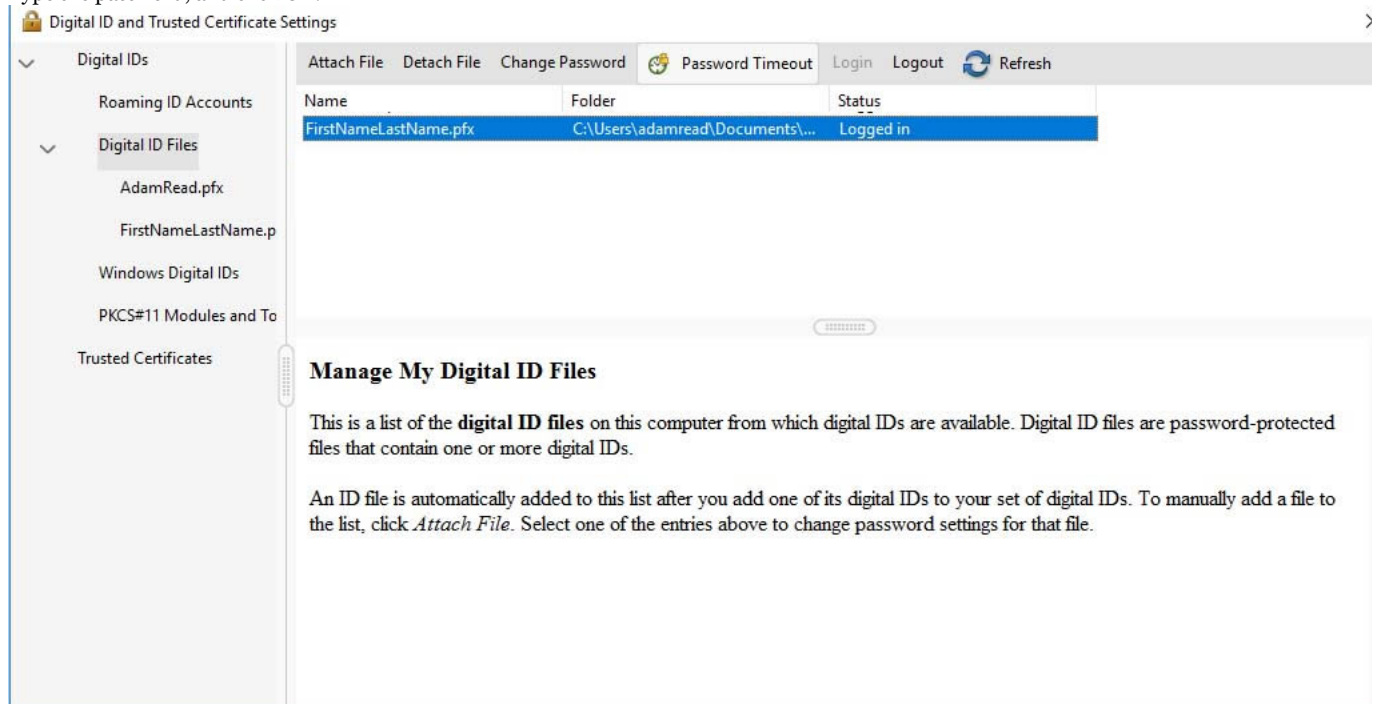 Digital ID and Trusted Certificate Settings
Digital IDs
Roaming ID Accounts
Digital ID Files
AdamRead.pfx
FirstNameLastName.p
Windows Digital IDs
PKCS#11 Modules and To
Trusted Certificates
Attach File Detach File Change Password Password Timeout Login Logout Refresh
Name Folder Status
FirstNameLastName.pfx C:\Users\adamread\Documents\... Logged in
Manage My Digital ID Files
This is a list of the digital ID files on this computer from which digital IDs are available. Digital ID files are password-protected
files that contain one or more digital IDs.
An ID file is automatically added to this list after you add one of its digital IDs to your set of digital IDs. To manually add a file to
the list, click Attach File. Select one of the entries above to change password settings for that file.